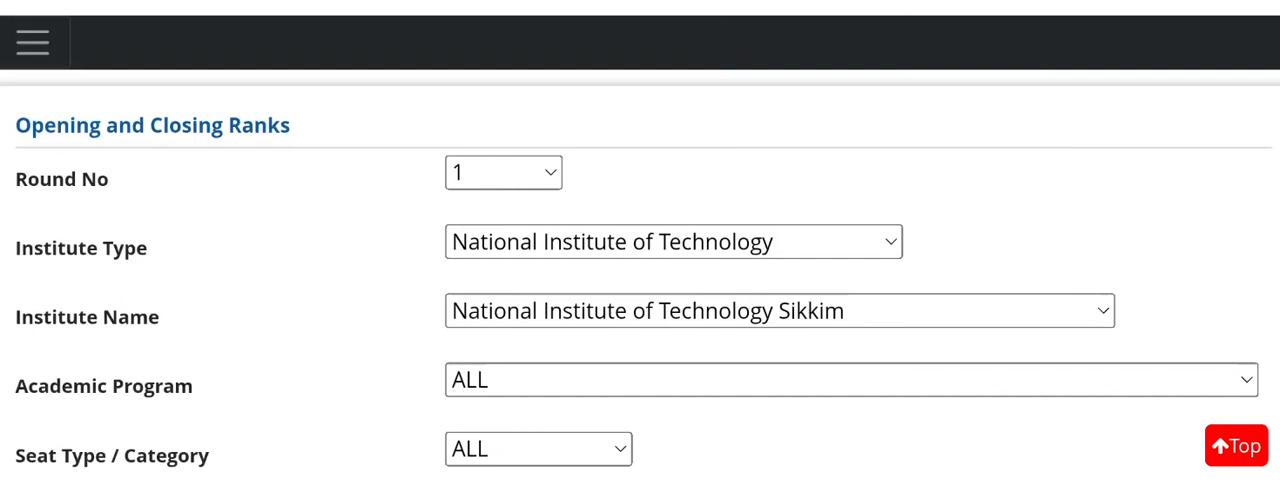 Opening and Closing Ranks
Round No 1
Institute Type National Institute of Technology
Institute Name National Institute of Technology Sikkim
Academic Program ALL
Seat Type / Category ALL
Top